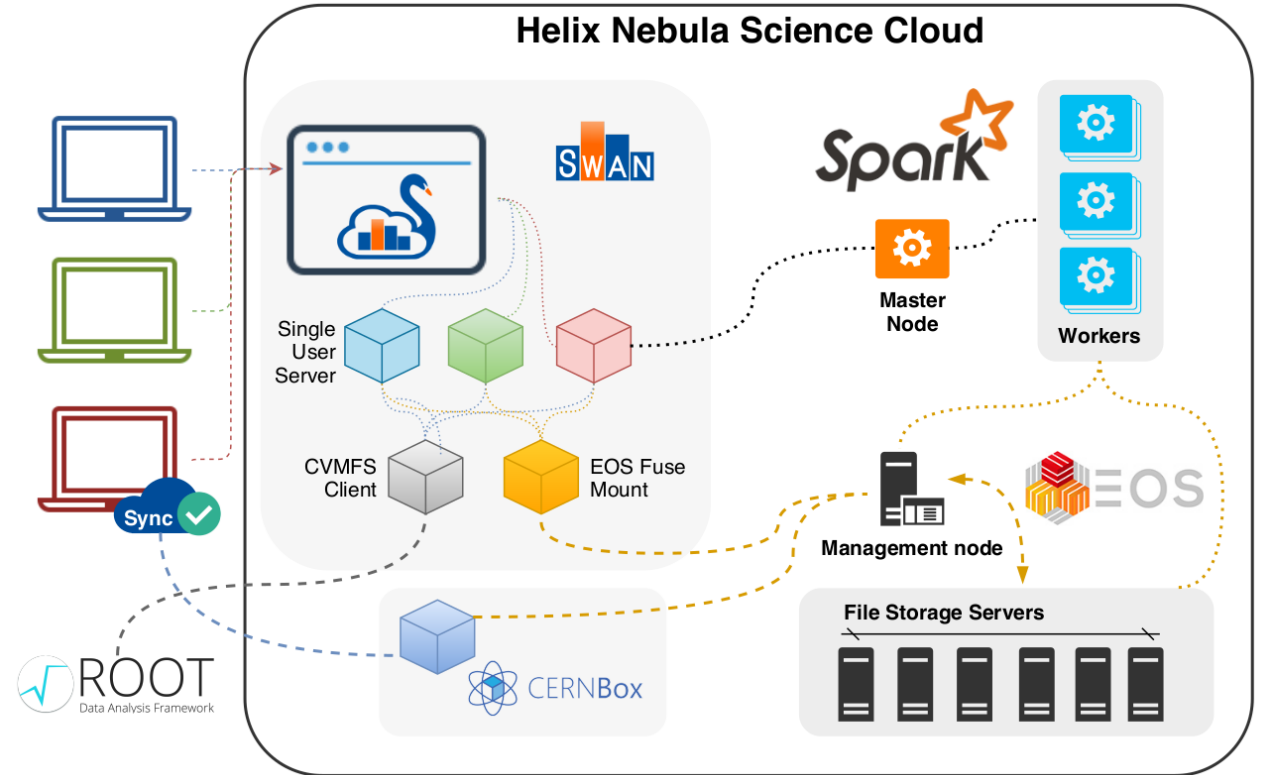 Helix Nebula Science Cloud
SWAN
Spark
Single
User
Server
Master
Node
Workers
CVMFS
Client
EOS Fuse
Mount
EOS
Sync
Management node
File Storage Servers
ROOT
Data Analysis Framework
CERNBox